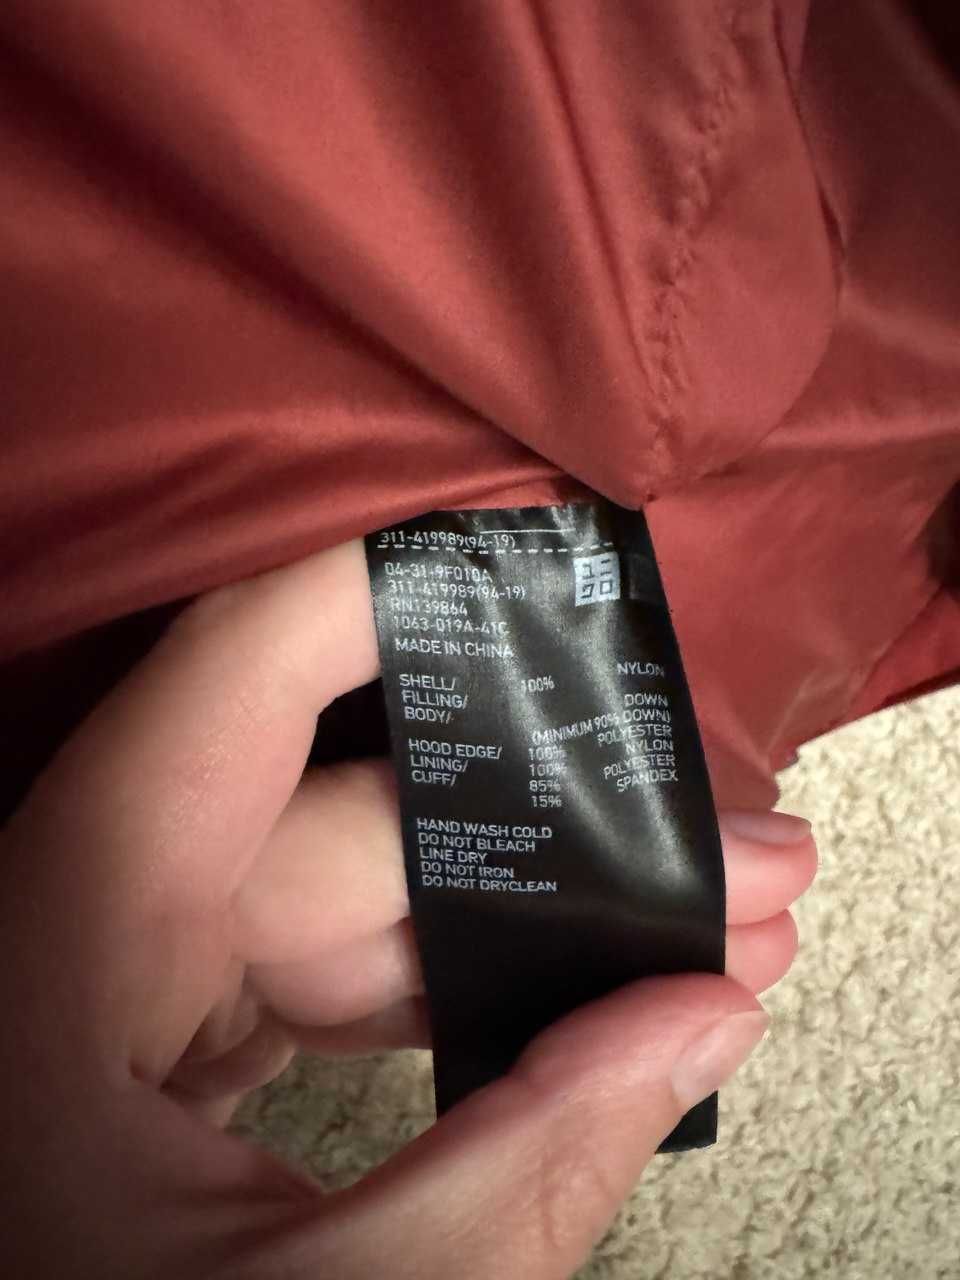 311-419989(94-19)
04-31-9F010A
311-419989(94-19)
RN139864
1063-019A-41C
MADE IN CHINA
SHELL/ 100% NYLON
FILLING/
BODY/ DOWN
(MINIMUM 90% DOWN)
HOOD EDGE/ 100% POLYESTER
LINING/ 100% NYLON
CUFF/ 85% POLYESTER
15% SPANDEX
HAND WASH COLD
DO NOT BLEACH
LINE DRY
DO NOT IRON
DO NOT DRYCLEAN